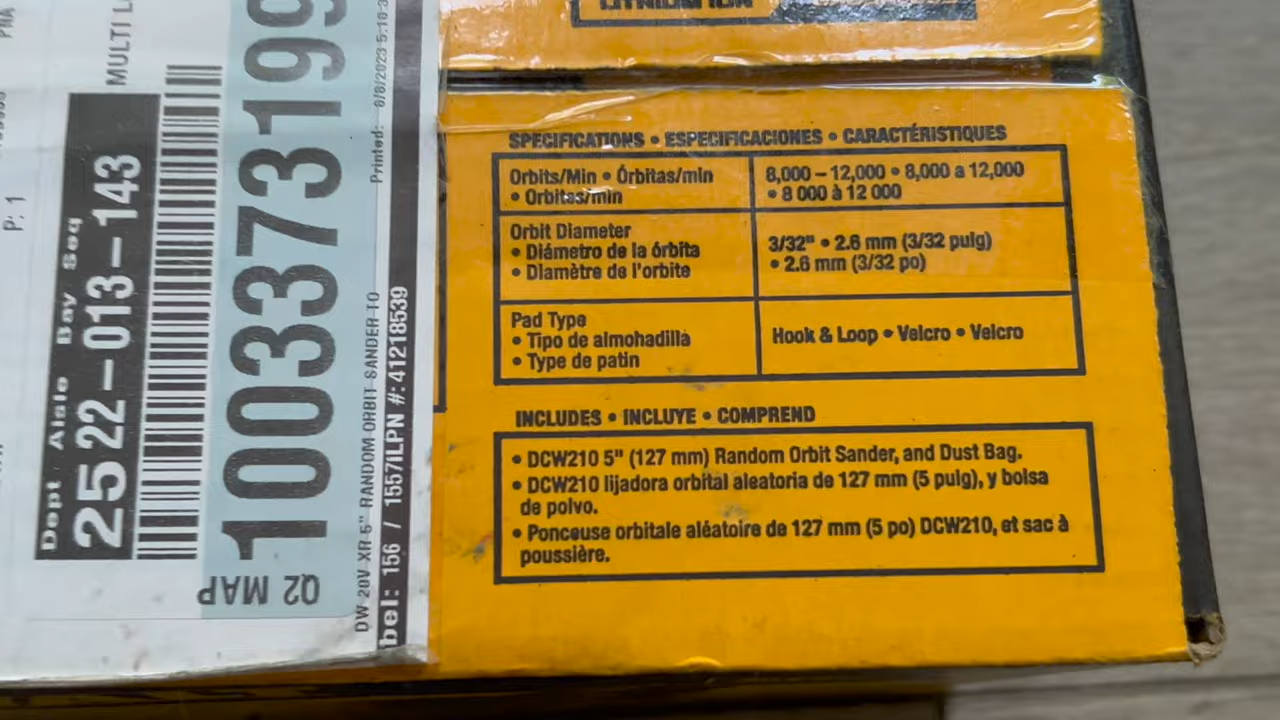 LITHIUM ION
SPECIFICATIONS • ESPECIFICACIONES • CARACTÉRISTIQUES
Orbits/Min • Órbitas/min
• Orbitas/min
8,000 – 12,000 • 8,000 a 12,000
• 8 000 à 12 000
Orbit Diameter
• Diámetro de la órbita
• Diamètre de l'orbite
3/32" • 2.6 mm (3/32 pulg)
• 2.6 mm (3/32 po)
Pad Type
• Tipo de almohadilla
• Type de patin
Hook & Loop • Velcro • Velcro
INCLUDES • INCLUYE • COMPREND
• DCW210 5" (127 mm) Random Orbit Sander, and Dust Bag.
• DCW210 lijadora orbital aleatoria de 127 mm (5 pulg), y bolsa
de polvo.
• Ponceuse orbitale aléatoire de 127 mm (5 po) DCW210, et sac à
poussière.
P: 1
MULTI
Dept Aisle Bay Seq
25 22-013-143
1003373199
Q2 MAP
Printed:
DW 20V XR 5" RANDOM ORBIT SANDER TO
bel: 156 / 1557iLPN #:41218539